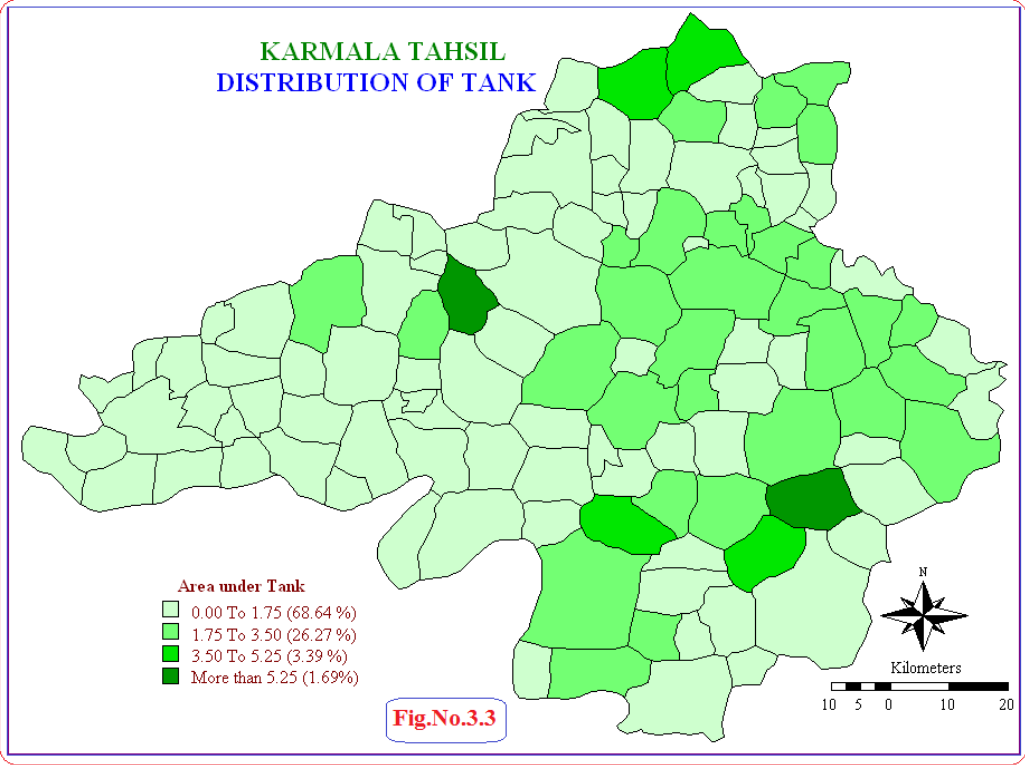 KARMALA TAHSIL
DISTRIBUTION OF TANK
Area under Tank
0.00 To 1.75 (68.64 %)
1.75 To 3.50 (26.27 %)
3.50 To 5.25 (3.39 %)
More than 5.25 (1.69%)
Fig.No.3.3
N
Kilometers
10 5 0 10 20